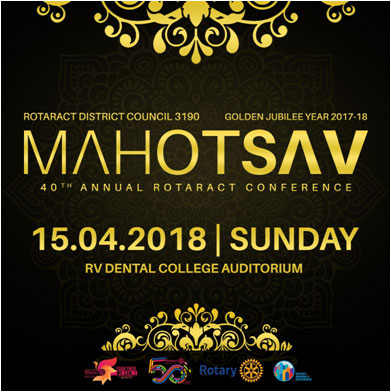 ROTARACT DISTRICT COUNCIL 3190 GOLDEN JUBILEE YEAR 2017-18
MAHOTSAV
40TH ANNUAL ROTARACT CONFERENCE
15.04.2018 | SUNDAY
RV DENTAL COLLEGE AUDITORIUM
50 Rotary